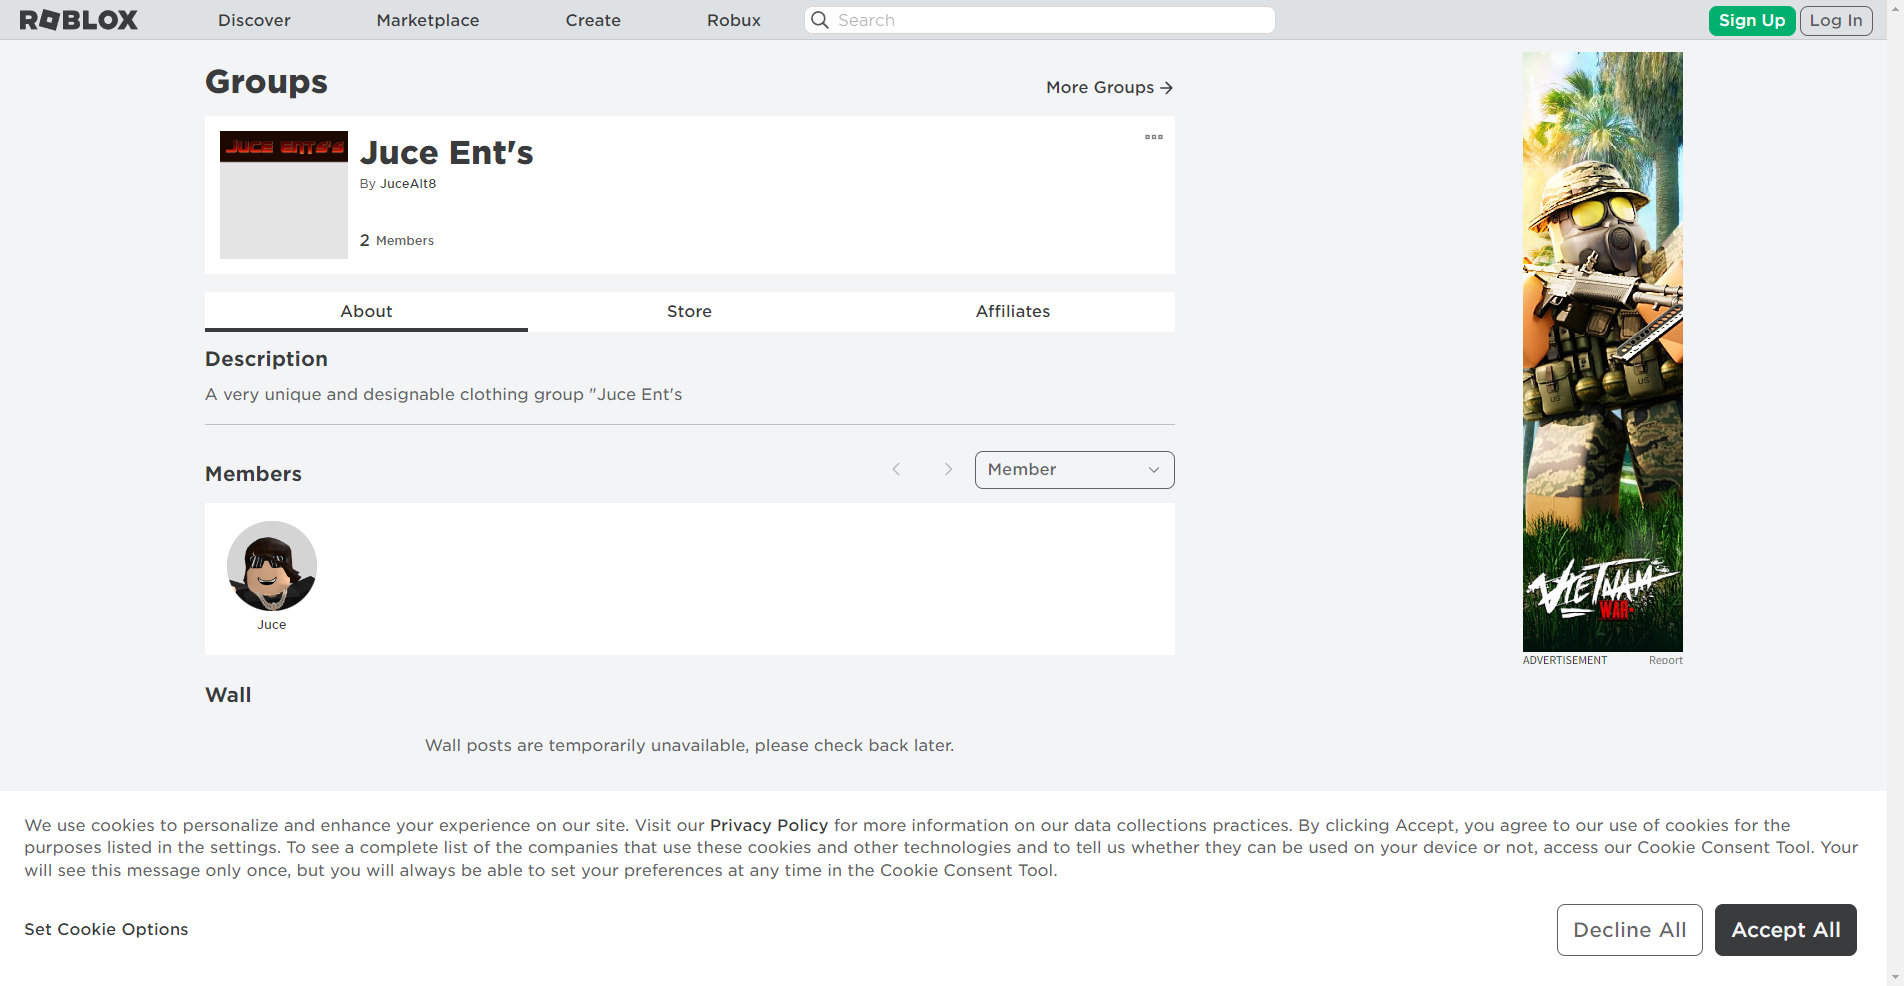 ROBLOX
Discover
Marketplace
Create
Robux
Search
Sign Up
Log In
Groups
More Groups
JUCE ENTS'S
Juce Ent's
By JuceAlt8
2 Members
About
Store
Affiliates
Description
A very unique and designable clothing group "Juce Ent's
Members
Member
Juce
Wall
Wall posts are temporarily unavailable, please check back later.
US
US
VIETNAM
WAR
ADVERTISEMENT
Report
We use cookies to personalize and enhance your experience on our site. Visit our Privacy Policy for more information on our data collections practices. By clicking Accept, you agree to our use of cookies for the
purposes listed in the settings. To see a complete list of the companies that use these cookies and other technologies and to tell us whether they can be used on your device or not, access our Cookie Consent Tool. Your
will see this message only once, but you will always be able to set your preferences at any time in the Cookie Consent Tool.
Set Cookie Options
Decline All
Accept All